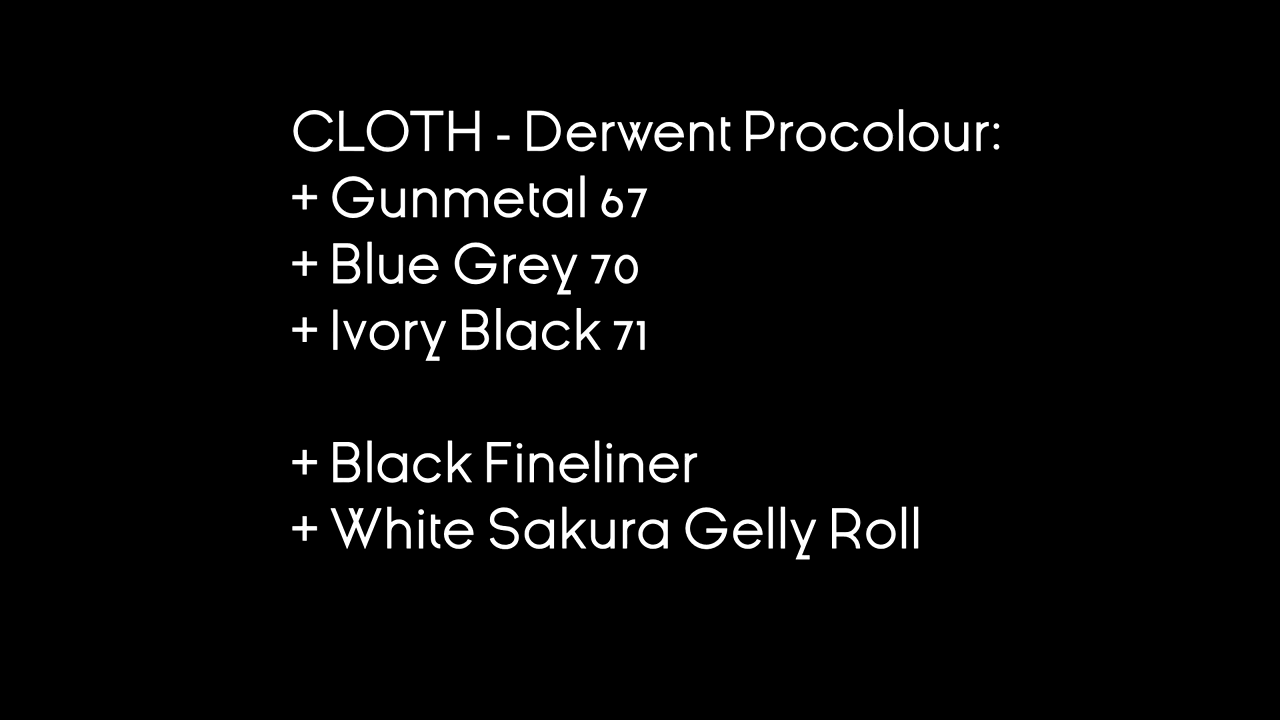 CLOTH - Derwent Procolour:
+ Gunmetal 67
+ Blue Grey 70
+ Ivory Black 71
+ Black Fineliner
+ White Sakura Gelly Roll